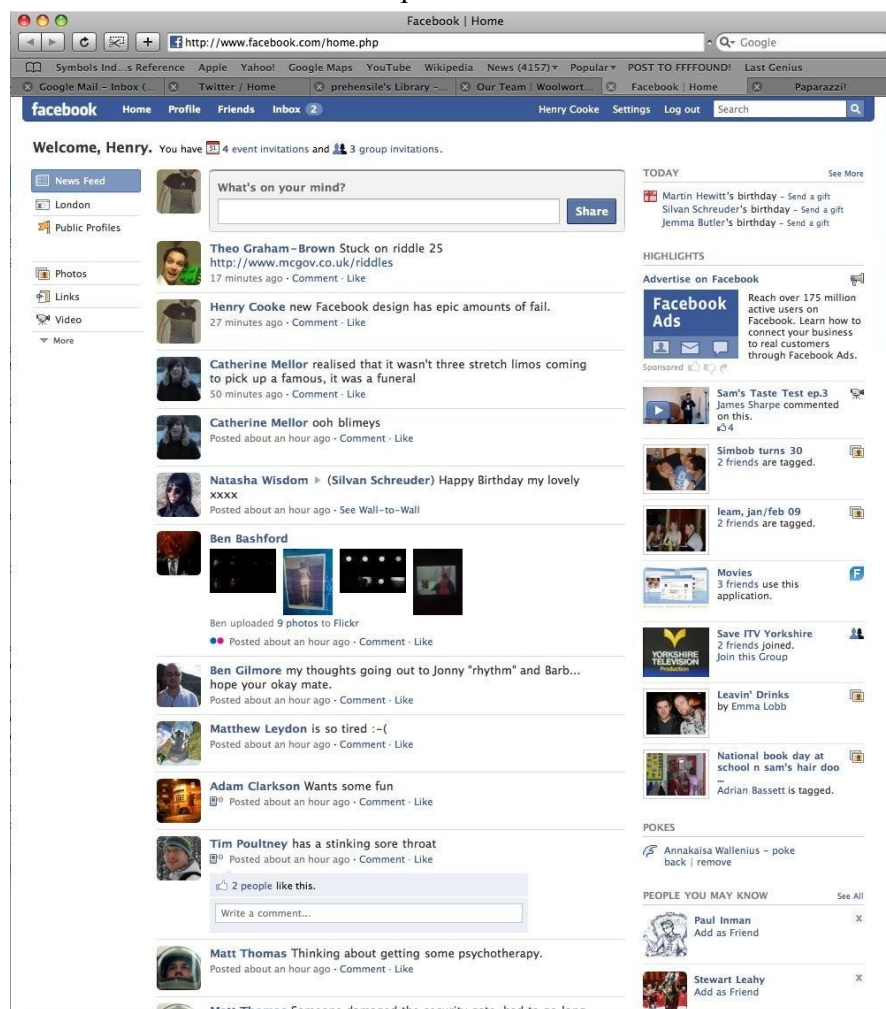 Facebook | Home
http://www.facebook.com/home.php
Google
Symbols Ind...s Reference Apple Yahoo! Google Maps YouTube Wikipedia News (4157) Popular POST TO FFFFOUND! Last Genius
Google Mail – Inbox (... Twitter / Home prehensile's Library –... Our Team | Woolwort... Facebook | Home Paparazzi!
facebook Home Profile Friends Inbox 2 Henry Cooke Settings Log out Search
Welcome, Henry. You have 31 4 event invitations and 3 group invitations.
News Feed
London
Public Profiles
Photos
Links
Video
More
What's on your mind?
Share
Theo Graham-Brown Stuck on riddle 25
http://www.mcgov.co.uk/riddles
17 minutes ago · Comment · Like
Henry Cooke new Facebook design has epic amounts of fail.
27 minutes ago · Comment · Like
Catherine Mellor realised that it wasn't three stretch limos coming
to pick up a famous, it was a funeral
50 minutes ago · Comment · Like
Catherine Mellor ooh blimeys
Posted about an hour ago · Comment · Like
Natasha Wisdom ▶ (Silvan Schreuder) Happy Birthday my lovely
xxxx
Posted about an hour ago · See Wall-to-Wall
Ben Bashford
Ben uploaded 9 photos to Flickr
Posted about an hour ago · Comment · Like
Ben Gilmore my thoughts going out to Jonny "rhythm" and Barb...
hope your okay mate.
Posted about an hour ago · Comment · Like
Matthew Leydon is so tired :-(
Posted about an hour ago · Comment · Like
Adam Clarkson Wants some fun
Posted about an hour ago · Comment · Like
Tim Poultney has a stinking sore throat
Posted about an hour ago · Comment · Like
2 people like this.
Write a comment...
Matt Thomas Thinking about getting some psychotherapy.
Posted about an hour ago · Comment · Like
TODAY See More
Martin Hewitt's birthday – Send a gift
Silvan Schreuder's birthday – Send a gift
Jemma Butler's birthday – Send a gift
HIGHLIGHTS
Advertise on Facebook
Facebook
Ads
Reach over 175 million
active users on
Facebook. Learn how to
connect your business
to real customers
through Facebook Ads.
Sponsored
Sam's Taste Test ep.3
James Sharpe commented
on this.
4
Simbob turns 30
2 friends are tagged.
leam, jan/feb 09
2 friends are tagged.
Movies
3 friends use this
application.
F
YORKSHIRE
TELEVISION
Production
Save ITV Yorkshire
2 friends joined.
Join this Group
Leavin' Drinks
by Emma Lobb
National book day at
school n sam's hair doo
...
Adrian Bassett is tagged.
POKES
Annakaisa Wallenius – poke
back | remove
PEOPLE YOU MAY KNOW See All
Paul Inman x
Add as Friend
Stewart Leahy x
Add as Friend